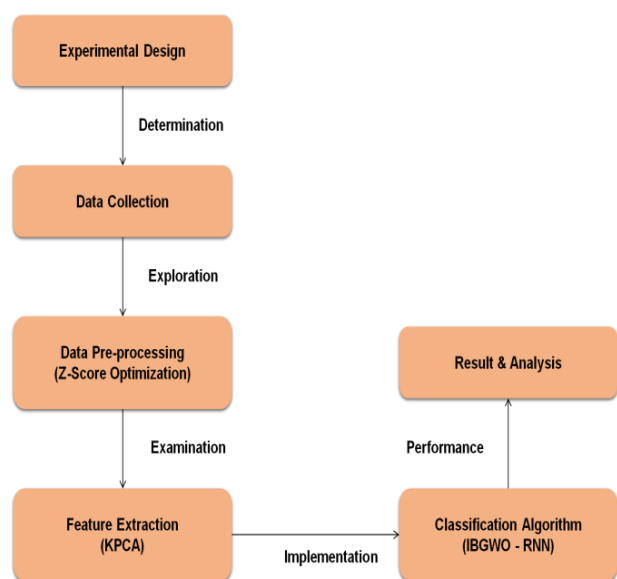 Experimental Design
Determination
Data Collection
Exploration
Data Pre-processing
(Z-Score Optimization)
Examination
Feature Extraction
(KPCA)
Implementation
Classification Algorithm
(IBGWO - RNN)
Performance
Result & Analysis